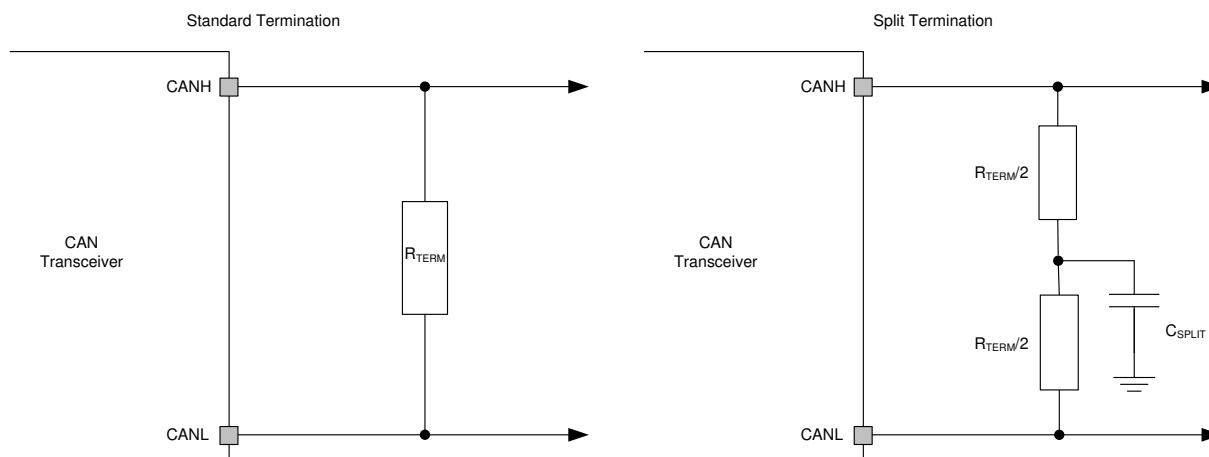 Standard Termination
Split Termination
CANH
CAN
Transceiver
RTERM
CANL
CANH
RTERM/2
CAN
Transceiver
RTERM/2
CSPLIT
CANL